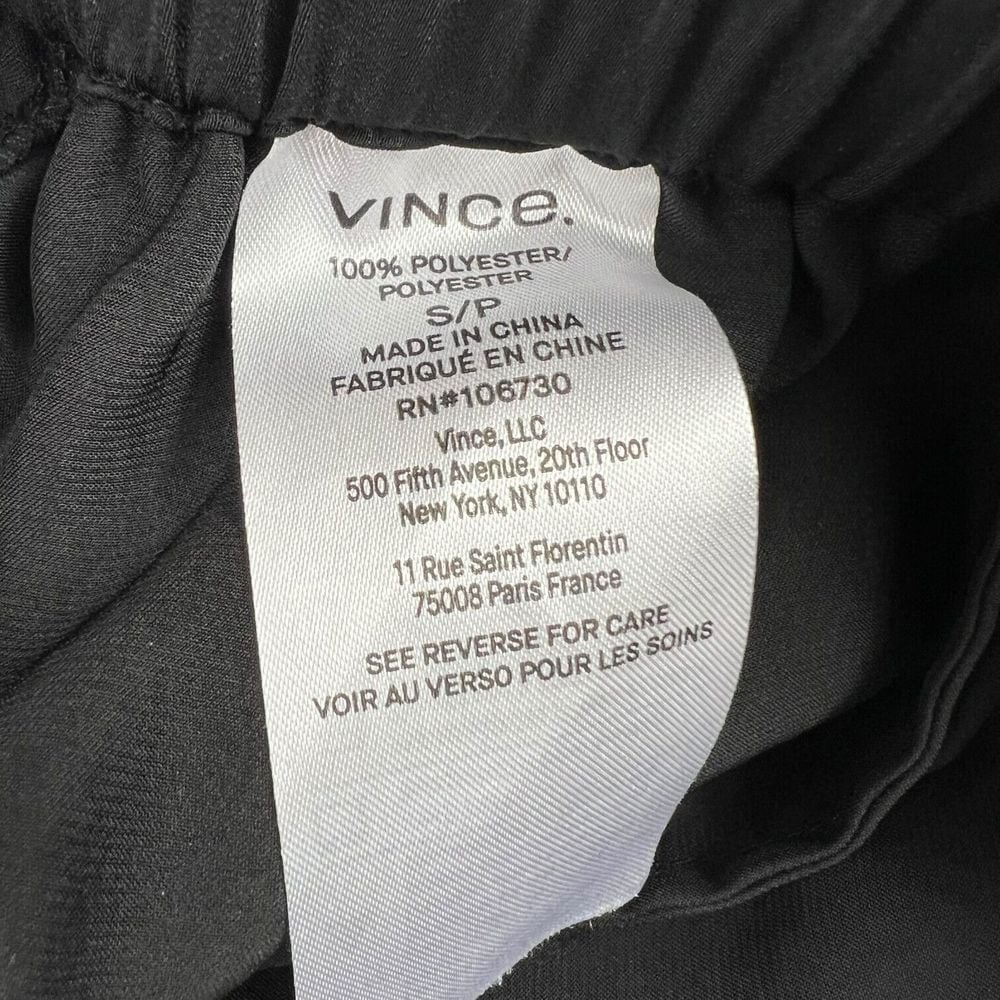 VINCE.
100% POLYESTER/
POLYESTER
S/P
MADE IN CHINA
FABRIQUÉ EN CHINE
RN#106730
Vince, LLC
500 Fifth Avenue, 20th Floor
New York, NY 10110
11 Rue Saint Florentin
75008 Paris France
SEE REVERSE FOR CARE
VOIR AU VERSO POUR LES SOINS